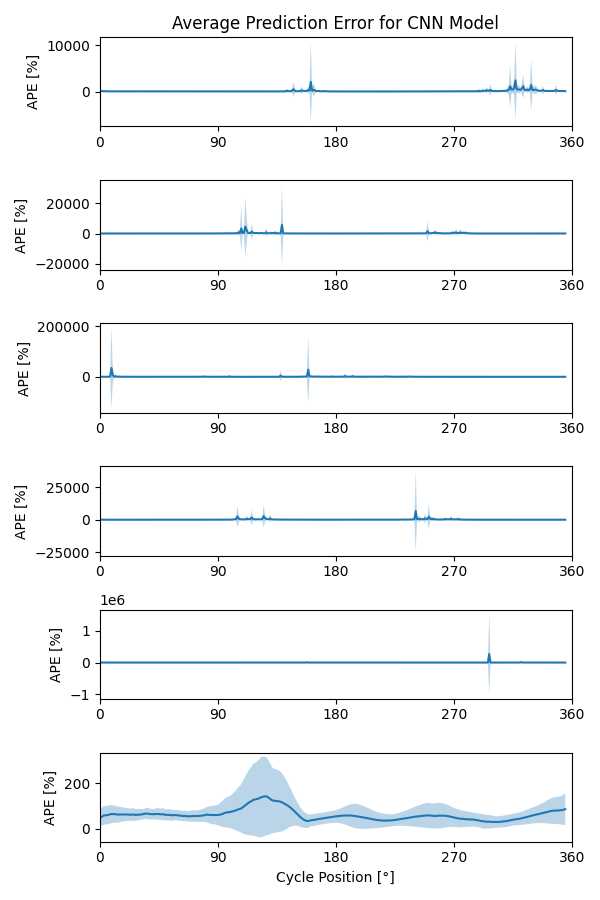 Average Prediction Error for CNN Model
10000
0
APE [%]
0 90 180 270 360
20000
0
−20000
APE [%]
0 90 180 270 360
200000
0
APE [%]
0 90 180 270 360
25000
0
−25000
APE [%]
0 90 180 270 360
1e6
1
0
−1
APE [%]
0 90 180 270 360
200
0
APE [%]
0 90 180 270 360
Cycle Position [°]